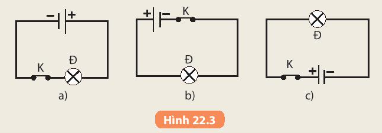 − + + − K
Đ K
K Đ Đ + −
a) b) c)
Hình 22.3